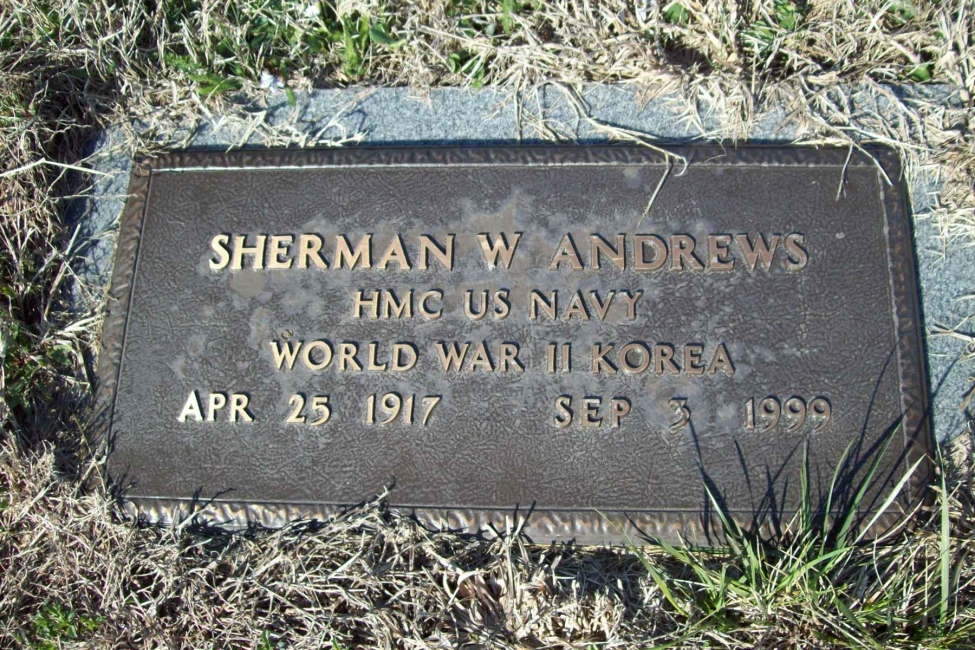 SHERMAN W ANDREWS
HMC US NAVY
WORLD WAR II KOREA
APR 25 1917 SEP 3 1999